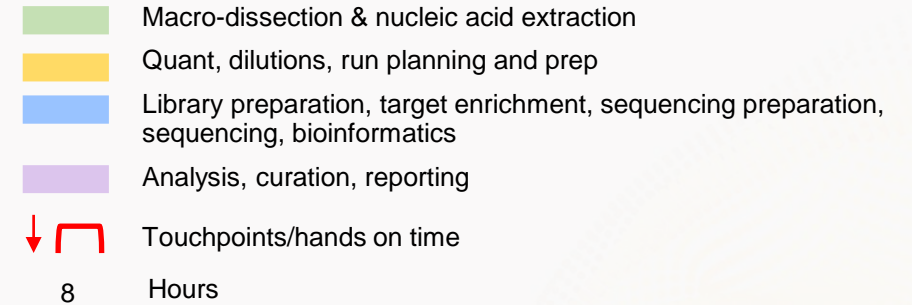 Macro-dissection & nucleic acid extraction
Quant, dilutions, run planning and prep
Library preparation, target enrichment, sequencing preparation,
sequencing, bioinformatics
Analysis, curation, reporting
Touchpoints/hands on time
8 Hours